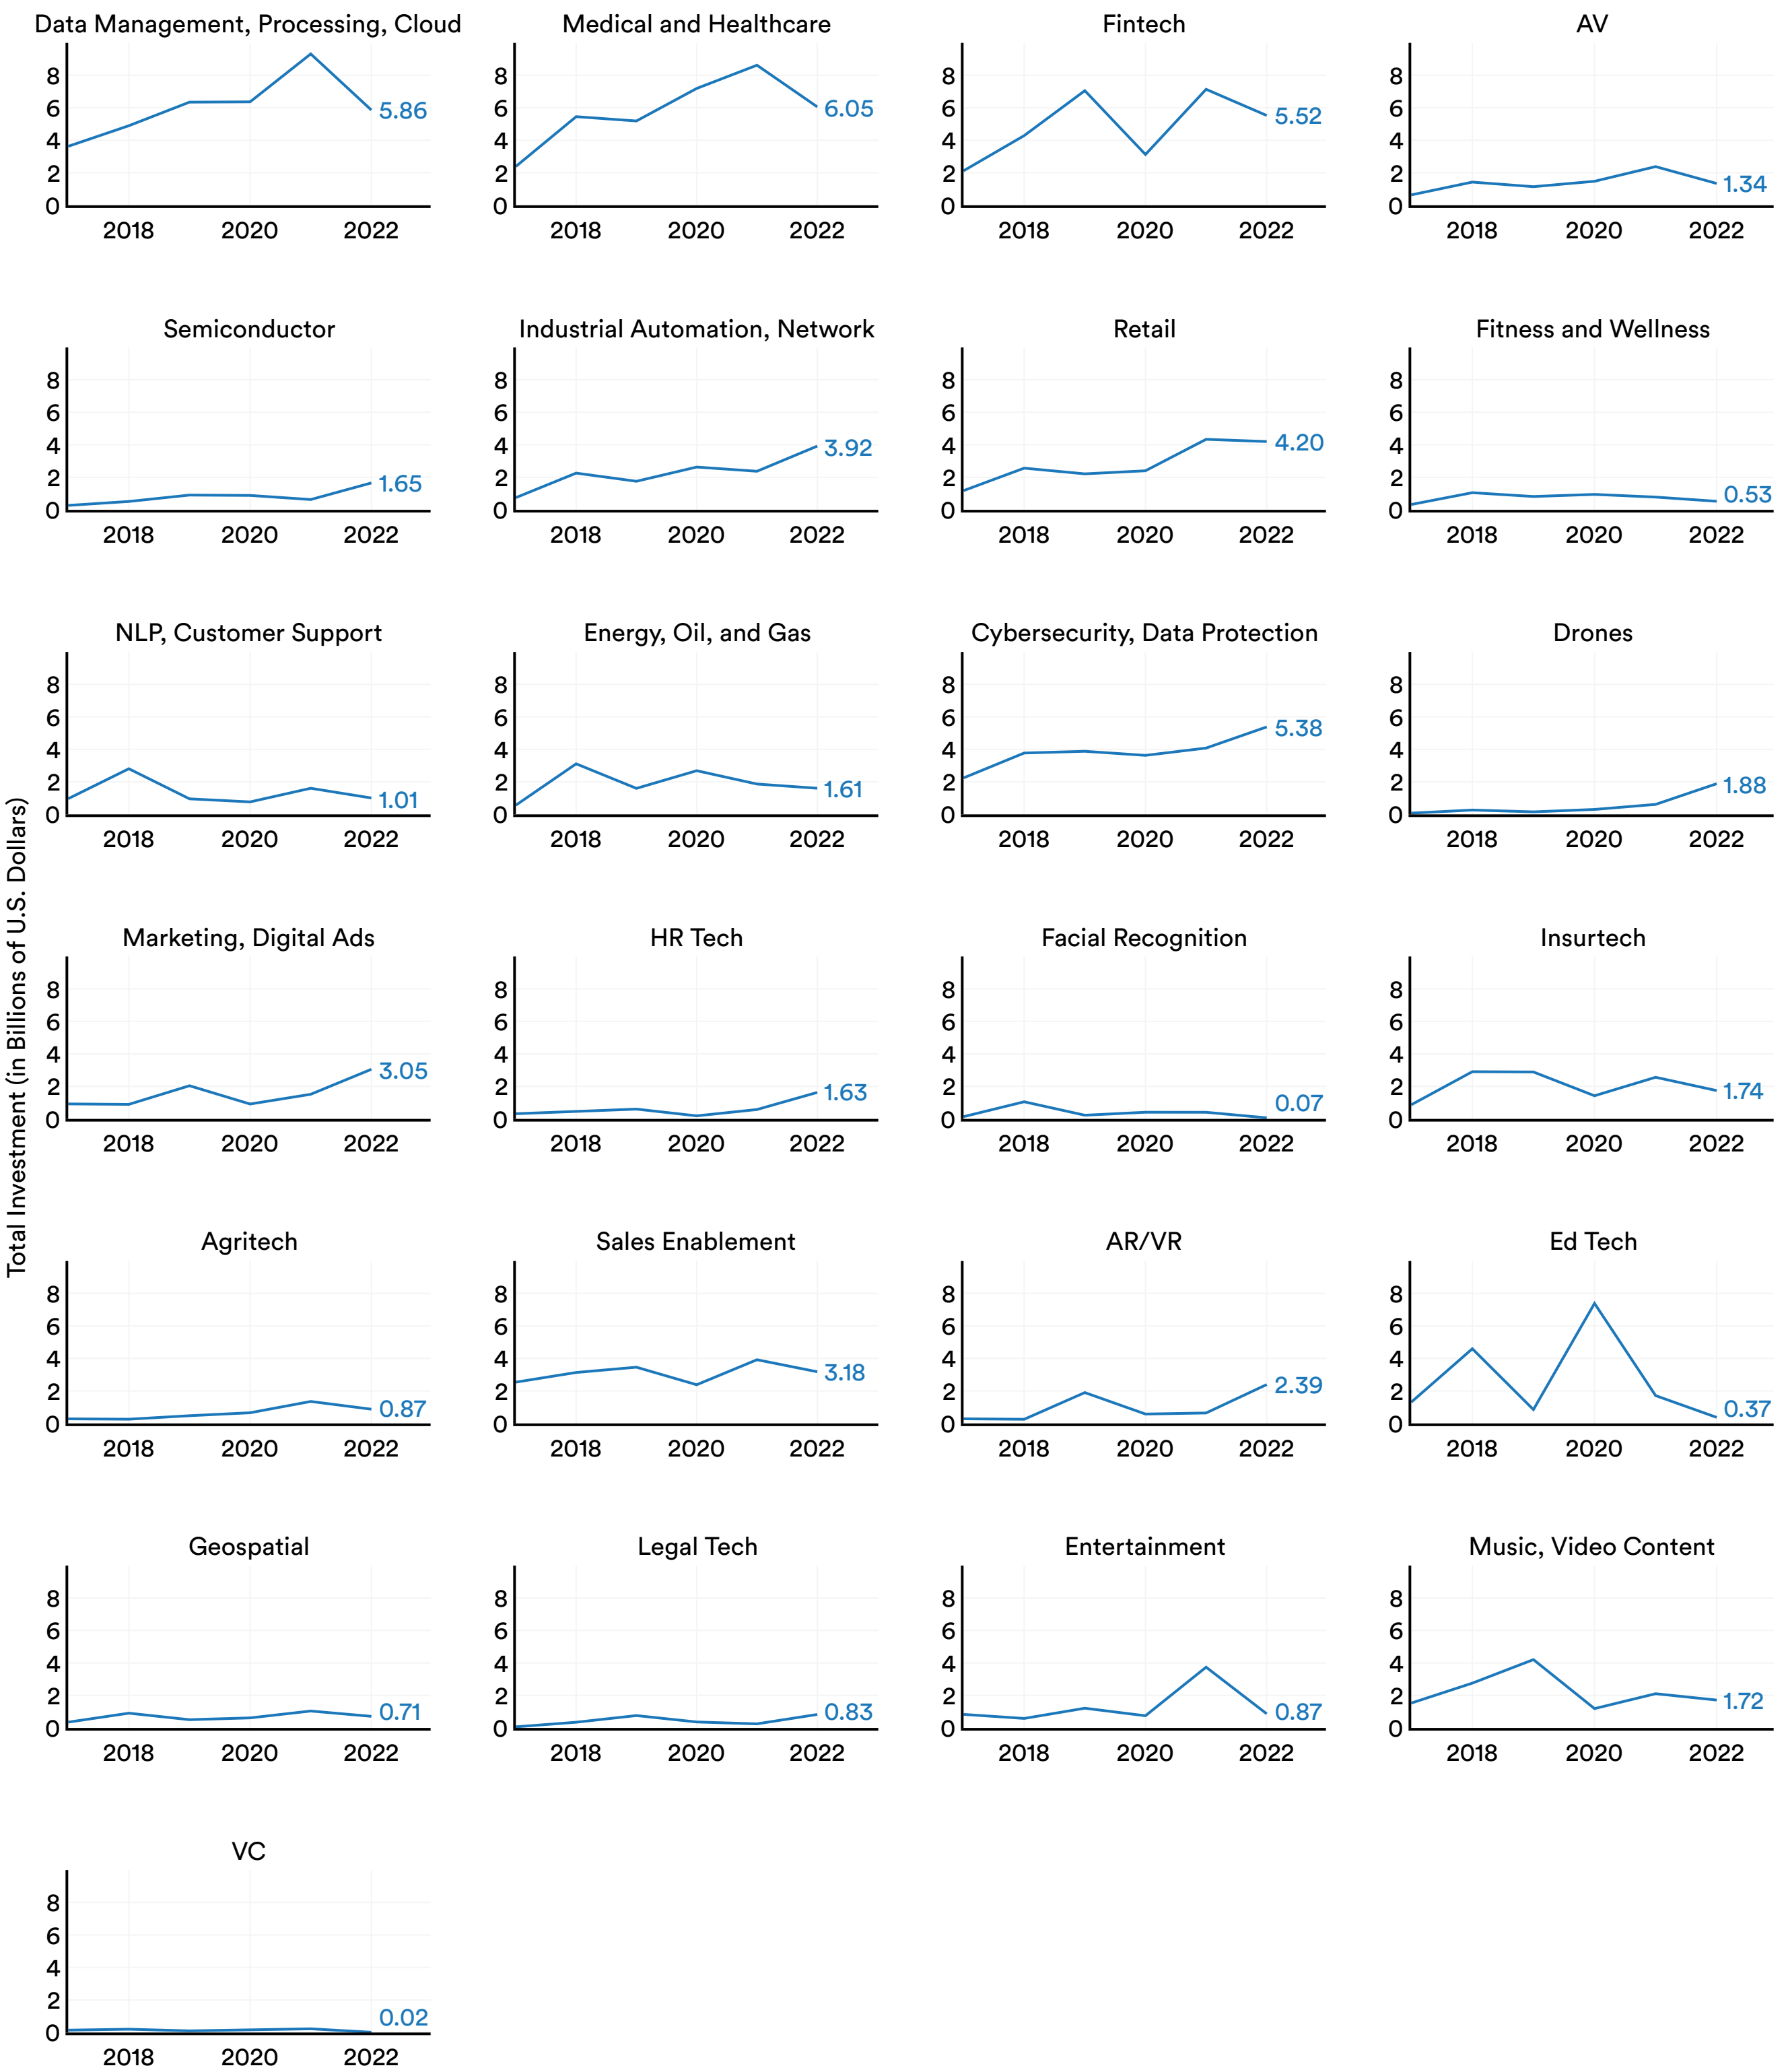 Total Investment (in Billions of U.S. Dollars)
Data Management, Processing, Cloud
8
6
4
2
0
5.86
2018 2020 2022
Medical and Healthcare
8
6
4
2
0
6.05
2018 2020 2022
Fintech
8
6
4
2
0
5.52
2018 2020 2022
AV
8
6
4
2
0
1.34
2018 2020 2022
Semiconductor
8
6
4
2
0
1.65
2018 2020 2022
Industrial Automation, Network
8
6
4
2
0
3.92
2018 2020 2022
Retail
8
6
4
2
0
4.20
2018 2020 2022
Fitness and Wellness
8
6
4
2
0
0.53
2018 2020 2022
NLP, Customer Support
8
6
4
2
0
1.01
2018 2020 2022
Energy, Oil, and Gas
8
6
4
2
0
1.61
2018 2020 2022
Cybersecurity, Data Protection
8
6
4
2
0
5.38
2018 2020 2022
Drones
8
6
4
2
0
1.88
2018 2020 2022
Marketing, Digital Ads
8
6
4
2
0
3.05
2018 2020 2022
HR Tech
8
6
4
2
0
1.63
2018 2020 2022
Facial Recognition
8
6
4
2
0
0.07
2018 2020 2022
Insurtech
8
6
4
2
0
1.74
2018 2020 2022
Agritech
8
6
4
2
0
0.87
2018 2020 2022
Sales Enablement
8
6
4
2
0
3.18
2018 2020 2022
AR/VR
8
6
4
2
0
2.39
2018 2020 2022
Ed Tech
8
6
4
2
0
0.37
2018 2020 2022
Geospatial
8
6
4
2
0
0.71
2018 2020 2022
Legal Tech
8
6
4
2
0
0.83
2018 2020 2022
Entertainment
8
6
4
2
0
0.87
2018 2020 2022
Music, Video Content
8
6
4
2
0
1.72
2018 2020 2022
VC
8
6
4
2
0
0.02
2018 2020 2022